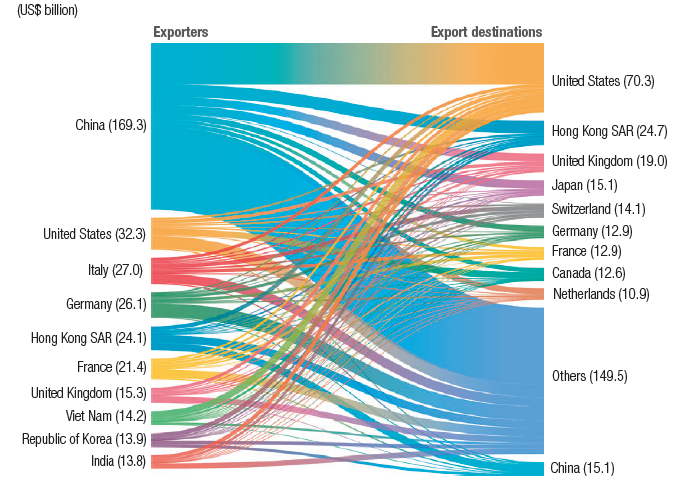 (US$ billion)
Exporters
Export destinations
China (169.3)
United States (32.3)
Italy (27.0)
Germany (26.1)
Hong Kong SAR (24.1)
France (21.4)
United Kingdom (15.3)
Viet Nam (14.2)
Republic of Korea (13.9)
India (13.8)
United States (70.3)
Hong Kong SAR (24.7)
United Kingdom (19.0)
Japan (15.1)
Switzerland (14.1)
Germany (12.9)
France (12.9)
Canada (12.6)
Netherlands (10.9)
Others (149.5)
China (15.1)